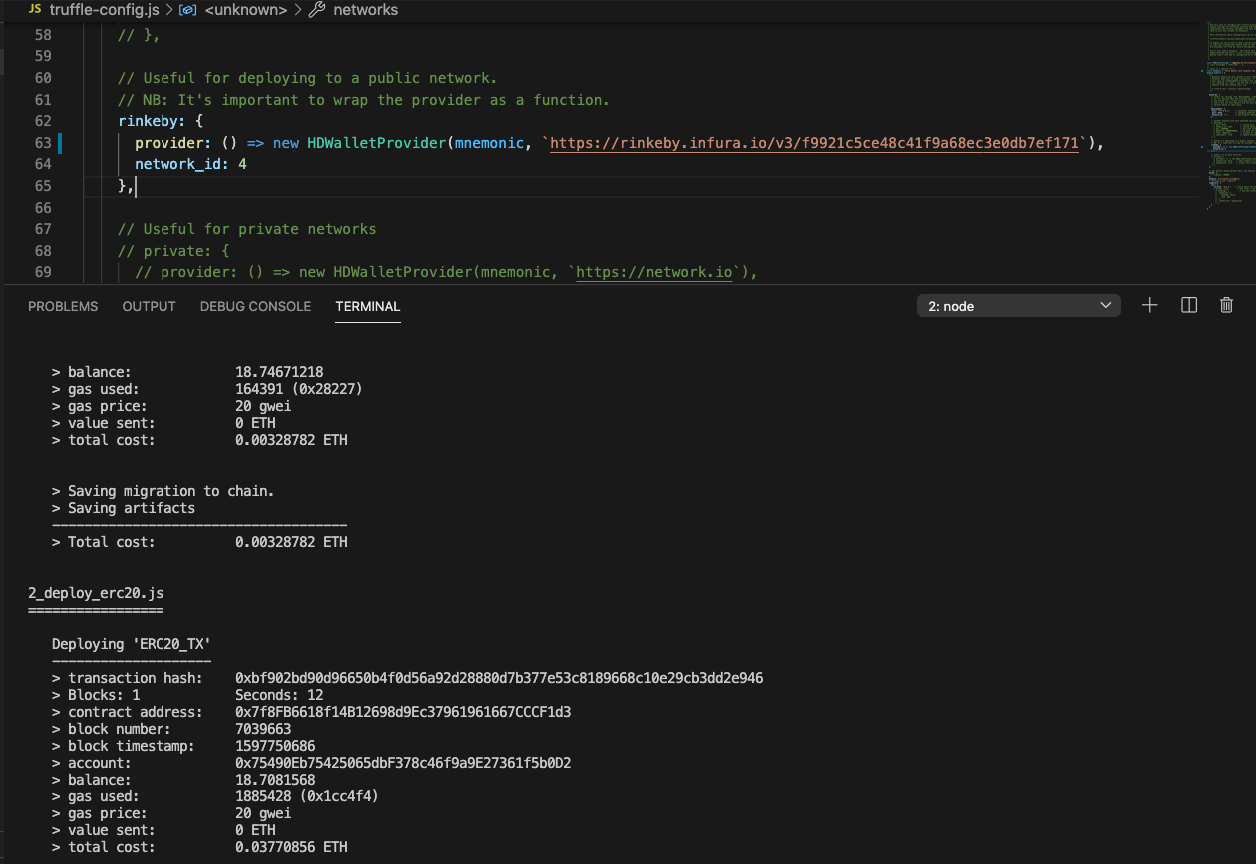 JS truffle-config.js > <unknown> > networks
58 // },
59
60 // Useful for deploying to a public network.
61 // NB: It's important to wrap the provider as a function.
62 rinkeby: {
63 provider: () => new HDWalletProvider(mnemonic, `https://rinkeby.infura.io/v3/f9921c5ce48c41f9a68ec3e0db7ef171`),
64 network_id: 4
65 },
66
67 // Useful for private networks
68 // private: {
69 // provider: () => new HDWalletProvider(mnemonic, `https://network.io`),
PROBLEMS OUTPUT DEBUG CONSOLE TERMINAL 2: node
> balance: 18.74671218
> gas used: 164391 (0x28227)
> gas price: 20 gwei
> value sent: 0 ETH
> total cost: 0.00328782 ETH
> Saving migration to chain.
> Saving artifacts
-------------------------------------
> Total cost: 0.00328782 ETH
2_deploy_erc20.js
=================
Deploying 'ERC20_TX'
--------------------
> transaction hash: 0xbf902bd90d96650b4f0d56a92d28880d7b377e53c8189668c10e29cb3dd2e946
> Blocks: 1 Seconds: 12
> contract address: 0x7f8FB6618f14B12698d9Ec37961961667CCCF1d3
> block number: 7039663
> block timestamp: 1597750686
> account: 0x75490Eb75425065dbF378c46f9a9E27361f5b0D2
> balance: 18.7081568
> gas used: 1885428 (0x1cc4f4)
> gas price: 20 gwei
> value sent: 0 ETH
> total cost: 0.03770856 ETH